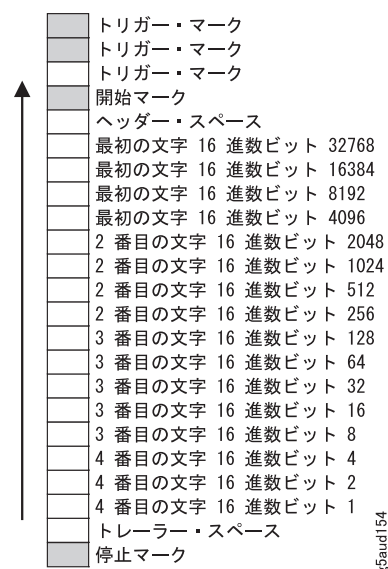 トリガー・マーク
トリガー・マーク
トリガー・マーク
開始マーク
ヘッダー・スペース
最初の文字 16 進数ビット 32768
最初の文字 16 進数ビット 16384
最初の文字 16 進数ビット 8192
最初の文字 16 進数ビット 4096
2 番目の文字 16 進数ビット 2048
2 番目の文字 16 進数ビット 1024
2 番目の文字 16 進数ビット 512
2 番目の文字 16 進数ビット 256
3 番目の文字 16 進数ビット 128
3 番目の文字 16 進数ビット 64
3 番目の文字 16 進数ビット 32
3 番目の文字 16 進数ビット 16
3 番目の文字 16 進数ビット 8
4 番目の文字 16 進数ビット 4
4 番目の文字 16 進数ビット 2
4 番目の文字 16 進数ビット 1
トレーラー・スペース
停止マーク
g5aud154